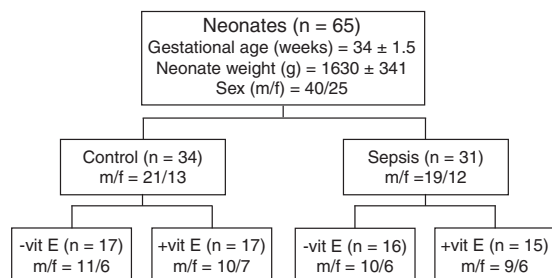 Neonates (n = 65)
Gestational age (weeks) = 34 ± 1.5
Neonate weight (g) = 1630 ± 341
Sex (m/f) = 40/25
Control (n = 34)
m/f = 21/13
Sepsis (n = 31)
m/f =19/12
-vit E (n = 17)
m/f = 11/6
+vit E (n = 17)
m/f = 10/7
-vit E (n = 16)
m/f = 10/6
+vit E (n = 15)
m/f = 9/6